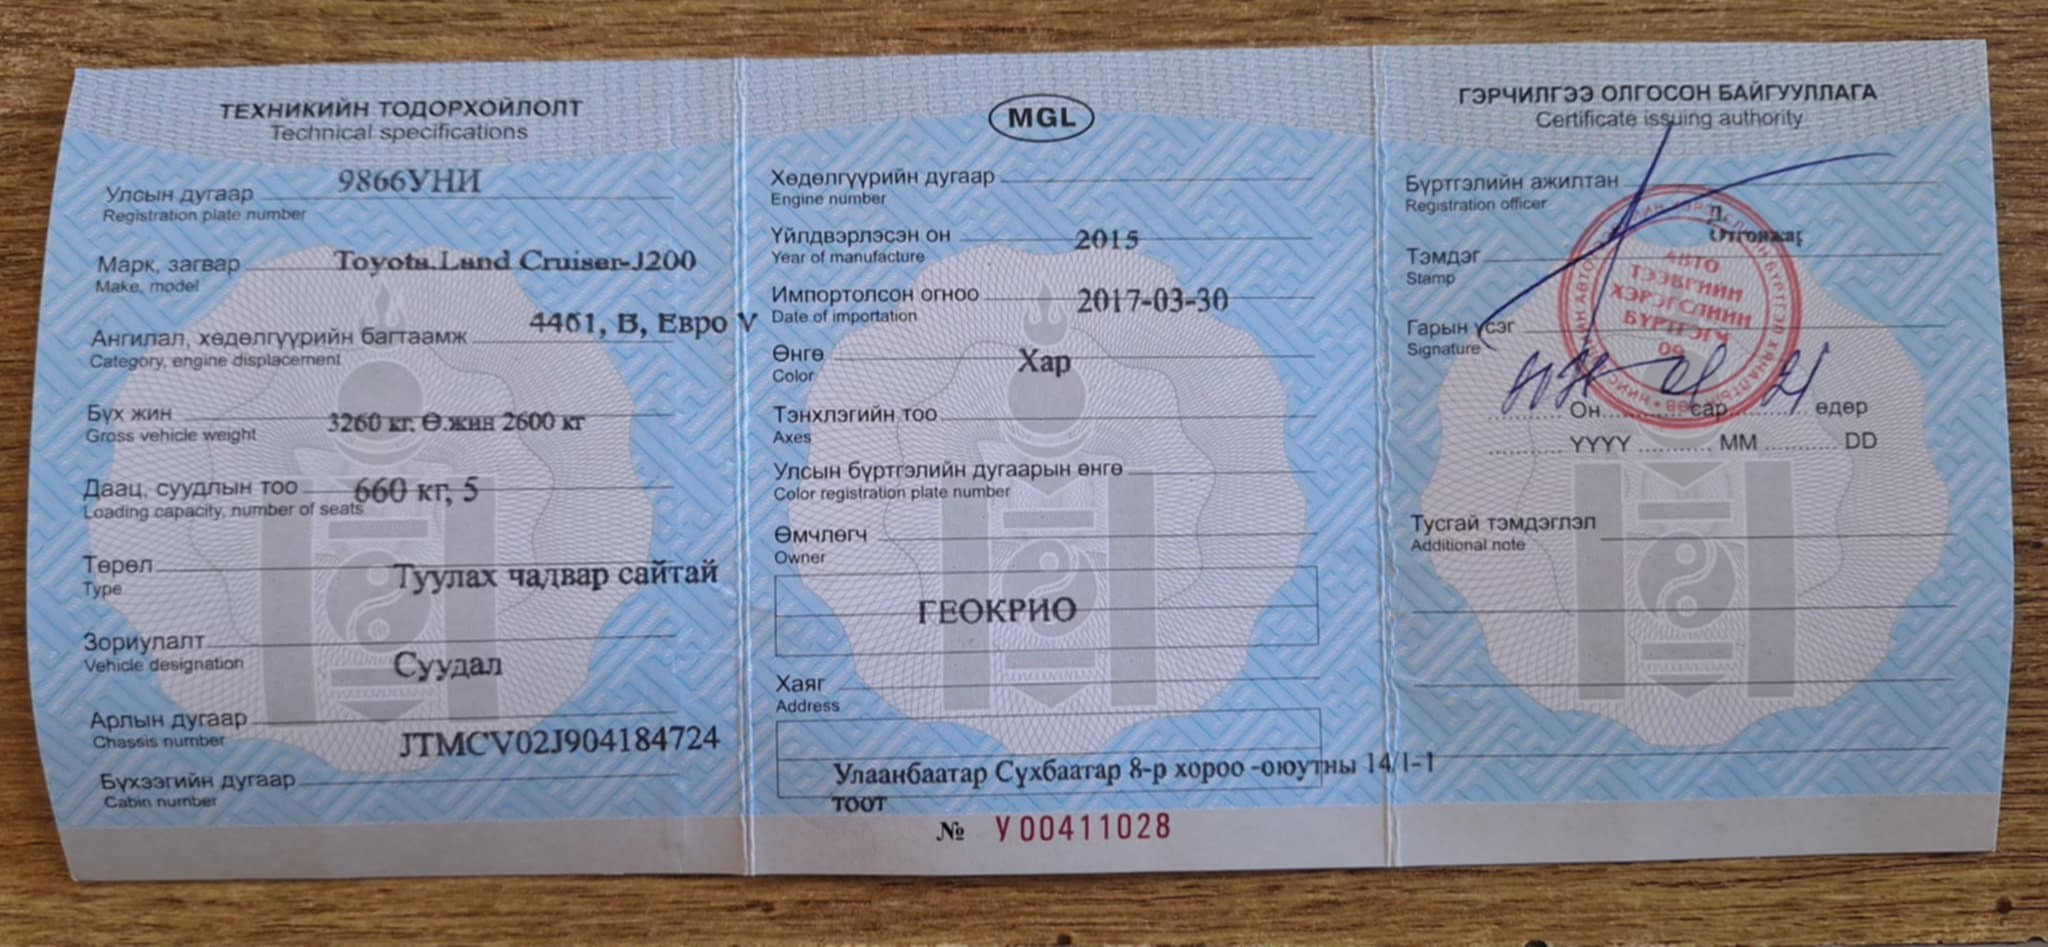 ТЕХНИКИЙН ТОДОРХОЙЛОЛТ
Technical specifications
Улсын дугаар 9866УНИ
Registration plate number
Марк, загвар Toyota.Land Cruiser-J200
Make, model
Ангилал, хөдөлгүүрийн багтаамж 4461, В, Евро V
Category, engine displacement
Бүх жин 3260 кг. Ө.жин 2600 кг
Gross vehicle weight
Даац, суудлын тоо 660 кг, 5
Loading capacity, number of seats
Төрөл Туулах чадвар сайтай
Type
Зориулалт Суудал
Vehicle designation
Арлын дугаар JTMCV02J904184724
Chassis number
Бүхээгийн дугаар
Cabin number
MGL
Хөдөлгүүрийн дугаар
Engine number
Үйлдвэрлэсэн он 2015
Year of manufacture
Импортолсон огноо 2017-03-30
Date of importation
Өнгө Хар
Color
Тэнхлэгийн тоо
Axes
Улсын бүртгэлийн дугаарын өнгө
Color registration plate number
Өмчлөгч
Owner
ГЕОКРИО
Хаяг
Address
Улаанбаатар Сүхбаатар 8-р хороо -оюутны 14/1-1
тоот
№ У00411028
ГЭРЧИЛГЭЭ ОЛГОСОН БАЙГУУЛЛАГА
Certificate issuing authority
Бүртгэлийн ажилтан
Registration officer
Тэмдэг
Stamp
АВТО
ТЭЭВРИЙН
ХЭРЭГСЛИЙН
БҮРТГЭГЧ
09
Гарын үсэг
Signature
Он сар өдөр
YYYY MM DD
Тусгай тэмдэглэл
Additional note